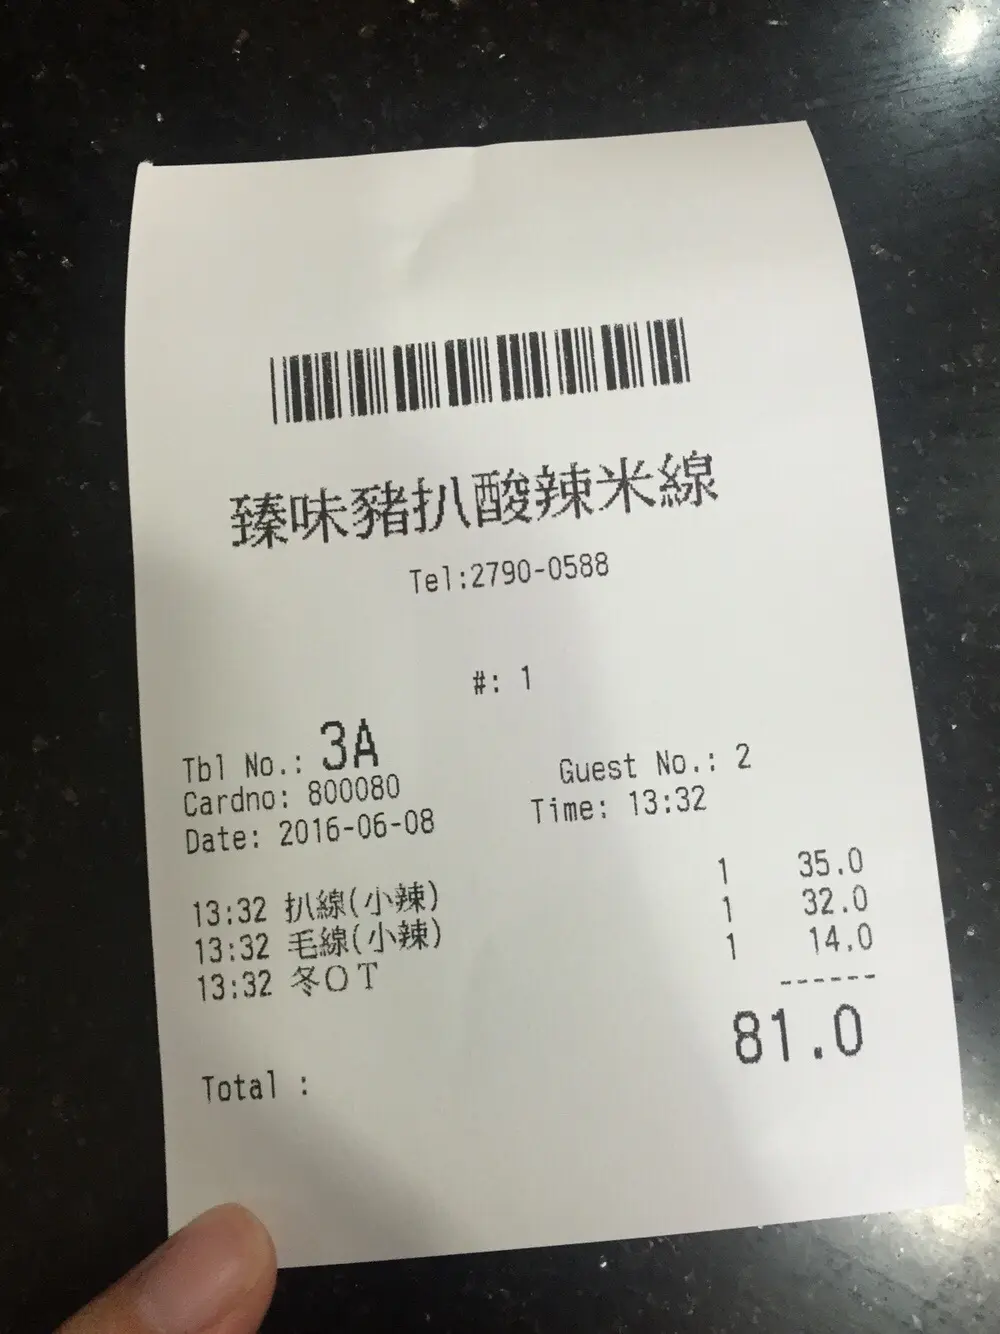 臻味豬扒酸辣米線
Tel:2790-0588
#: 1
Tbl No.: 3A Guest No.: 2
Cardno: 800080 Time: 13:32
Date: 2016-06-08
13:32 扒線(小辣) 1 35.0
13:32 毛線(小辣) 1 32.0
13:32 冬OT 1 14.0
------
81.0
Total :